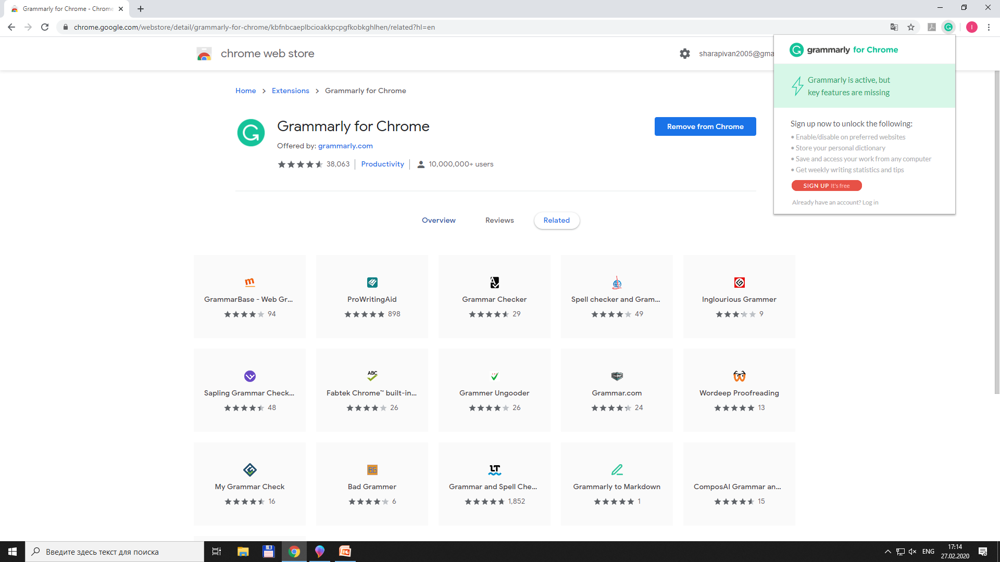 Grammarly for Chrome - Chrome
chrome.google.com/webstore/detail/grammarly-for-chrome/kbfnbcaeplbcioakkpcpgfkobkghlhen/related?hl=en
I
chrome web store
sharapivan2005@gma
grammarly for Chrome
Grammarly is active, but
key features are missing
Sign up now to unlock the following:
• Enable/disable on preferred websites
• Store your personal dictionary
• Save and access your work from any computer
• Get weekly writing statistics and tips
SIGN UP It's free
Already have an account? Log in
Home > Extensions > Grammarly for Chrome
Grammarly for Chrome
Remove from Chrome
Offered by: grammarly.com
38,063 Productivity 10,000,000+ users
Overview Reviews Related
GrammarBase - Web Gr... ProWritingAid Grammar Checker Spell checker and Gram... Inglourious Grammer
94 898 29 49 9
ABC
Sapling Grammar Check... Fabtek Chrome™ built-in... Grammer Ungooder Grammar.com Wordeep Proofreading
48 26 26 24 13
BG LT
My Grammar Check Bad Grammer Grammar and Spell Che... Grammarly to Markdown ComposAI Grammar an...
16 6 1,852 1 15
Введите здесь текст для поиска
ENG
17:14
27.02.2020